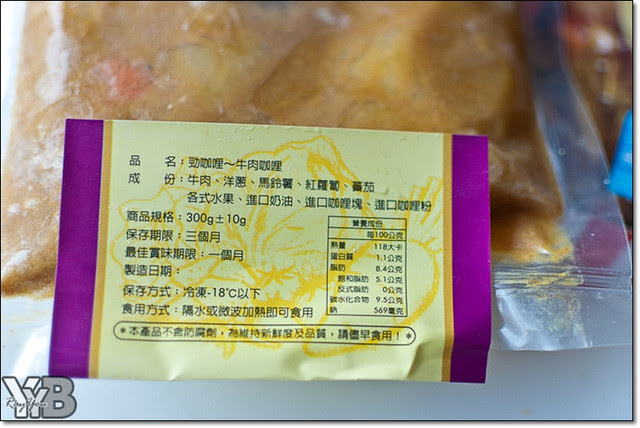 品　　名：勁咖哩～牛肉咖哩
成　　份：牛肉、洋蔥、馬鈴薯、紅蘿蔔、蕃茄
各式水果、進口奶油、進口咖哩塊、進口咖哩粉
商品規格：300g±10g
保存期限：三個月
最佳賞味期限：一個月
製造日期：
保存方式：冷凍-18℃以下
食用方式：隔水或微波加熱即可食用
營養成份
每100公克
熱量 118大卡
蛋白質 1.1公克
脂肪 8.4公克
飽和脂肪 5.1公克
反式脂肪 0公克
碳水化合物 9.5公克
鈉 569毫克
＊本產品不含防腐劑，為維持新鮮度及品質，請儘早食用！＊
YYB